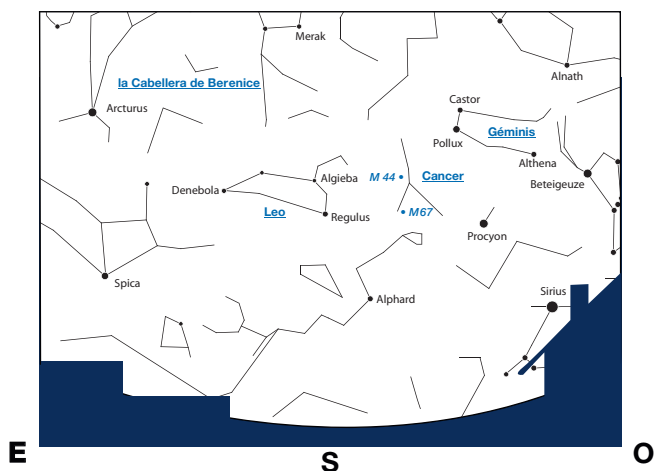 Merak
Alnath
la Cabellera de Berenice
Arcturus
Castor
Pollux
Géminis
Althena
Beteigeuze
M 44
Cancer
Algieba
Denebola
Leo
Regulus
M67
Procyon
Spica
Alphard
Sirius
E
S
O